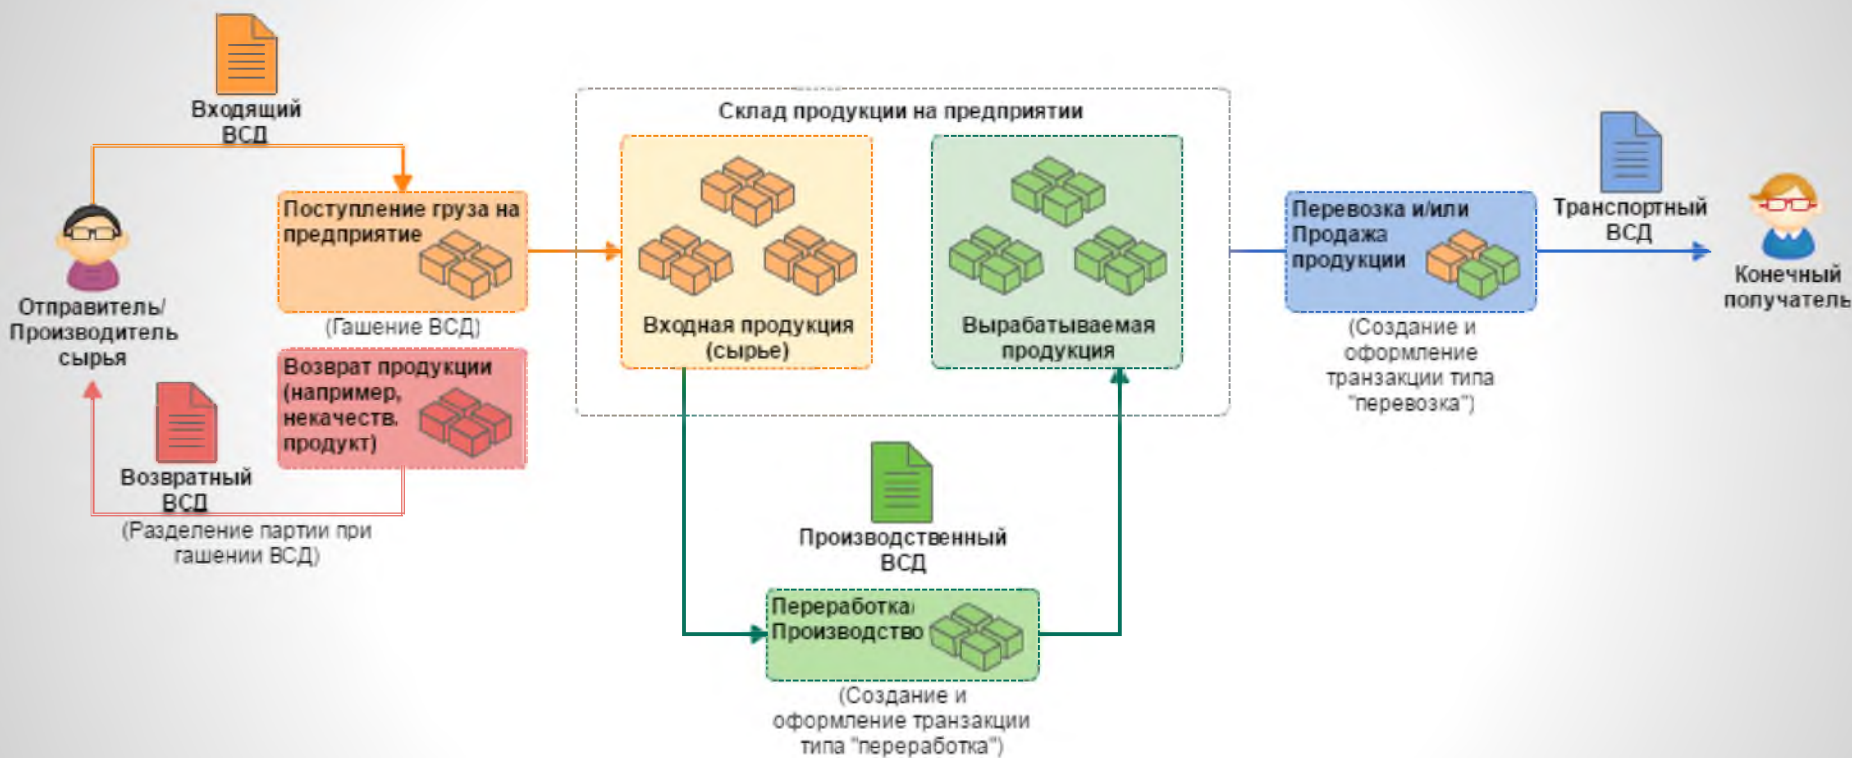 Входящий
ВСД
Отправитель/
Производитель
сырья
Поступление груза на
предприятие
(Гашение ВСД)
Возврат продукции
(например,
некачеств.
продукт)
Возвратный
ВСД
(Разделение партии при
гашении ВСД)
Склад продукции на предприятии
Входная продукция
(сырье)
Вырабатываемая
продукция
Производственный
ВСД
Переработка/
Производство
(Создание и
оформление транзакции
типа "переработка")
Перевозка и/или
Продажа
продукции
(Создание и
оформление
транзакции типа
"перевозка")
Транспортный
ВСД
Конечный
получатель